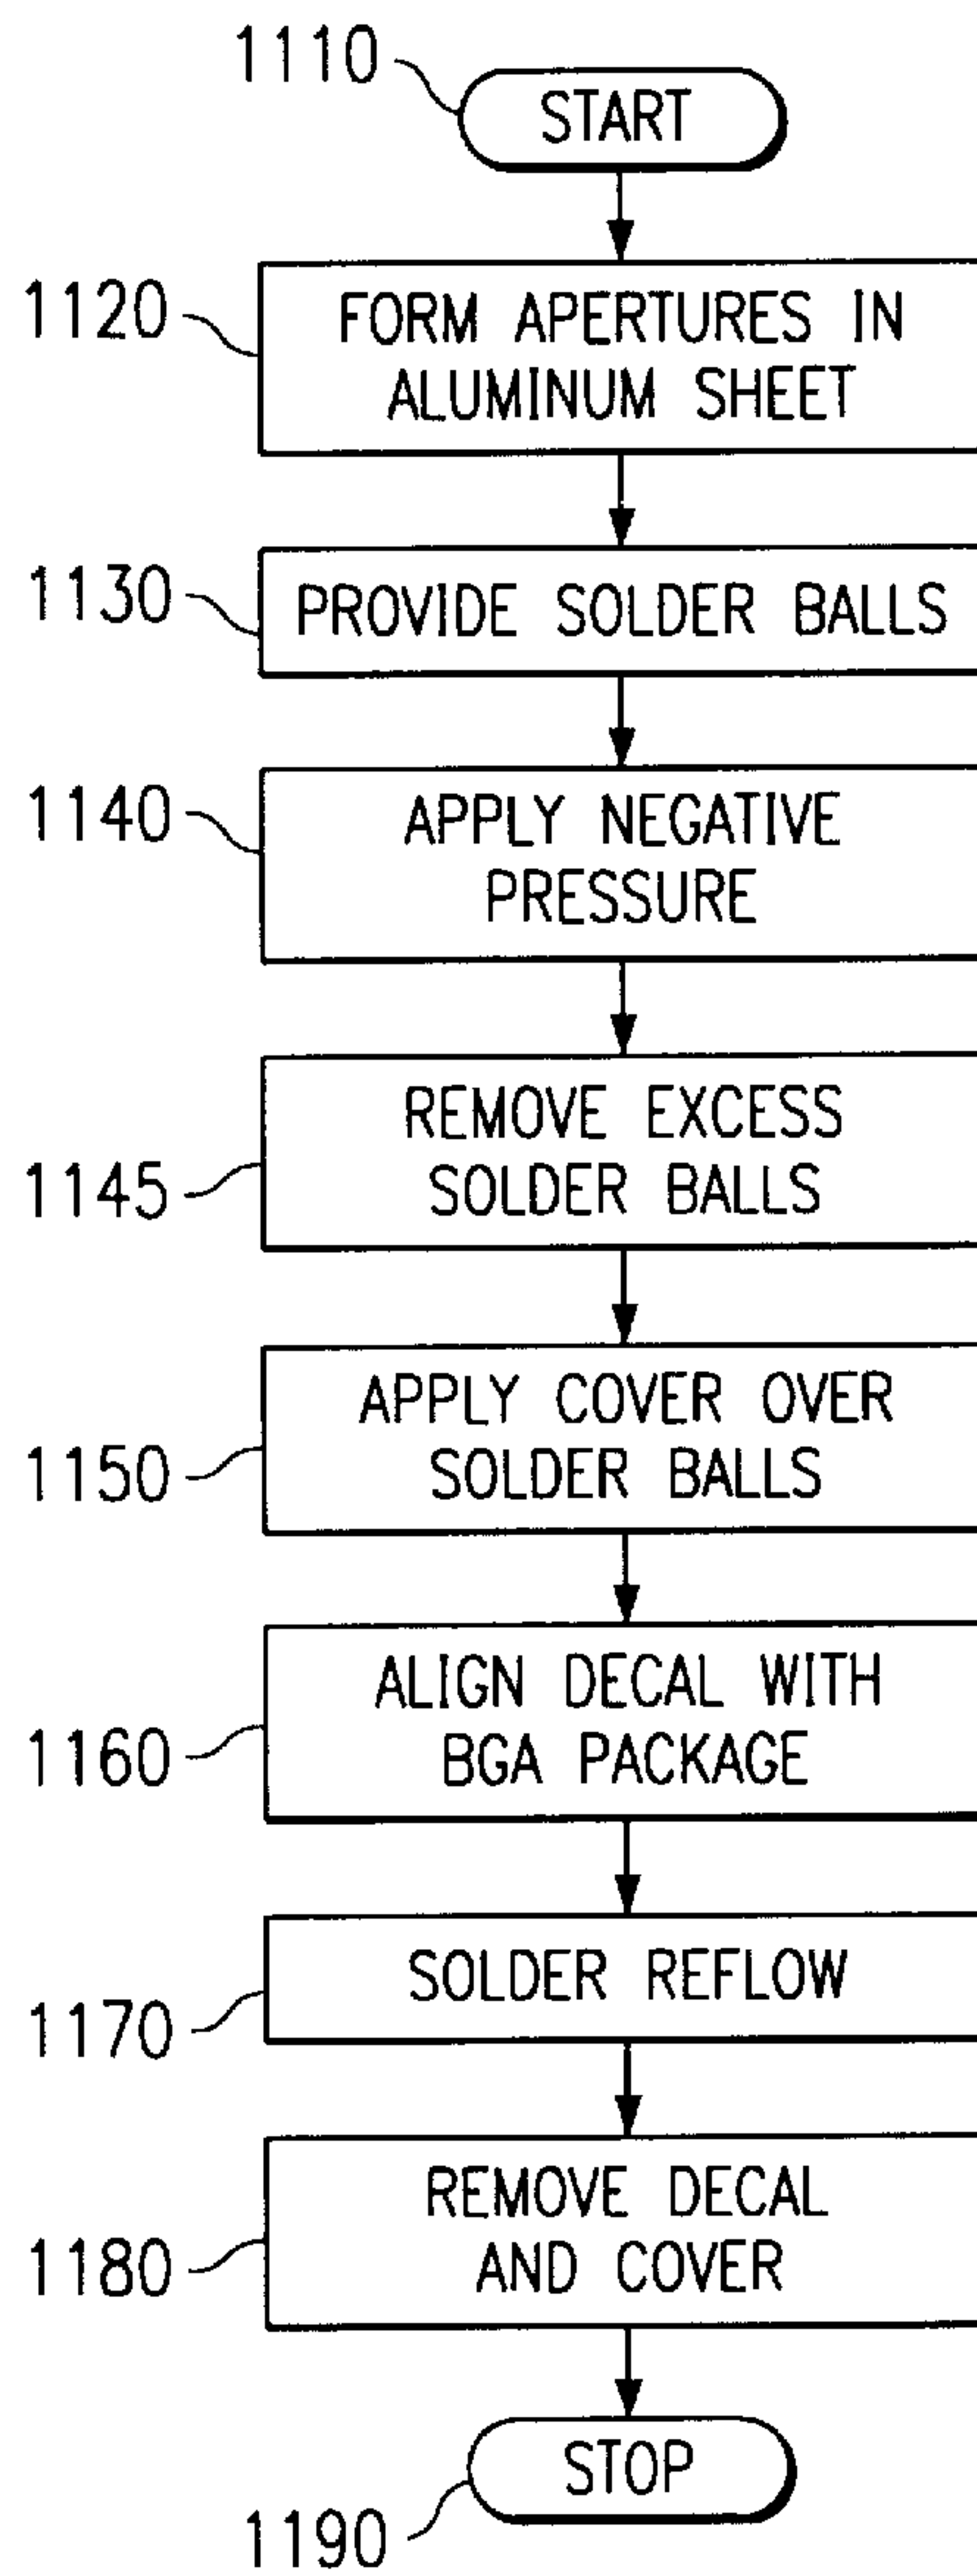 1110
START
1120
FORM APERTURES IN
ALUMINUM SHEET
1130
PROVIDE SOLDER BALLS
1140
APPLY NEGATIVE
PRESSURE
REMOVE EXCESS
1145
SOLDER BALLS
APPLY COVER OVER
1150
SOLDER BALLS
ALIGN DECAL WITH
1160
BGA PACKAGE
SOLDER REFLOW
1170
REMOVE DECAL
1180
AND COVER
STOP
1190